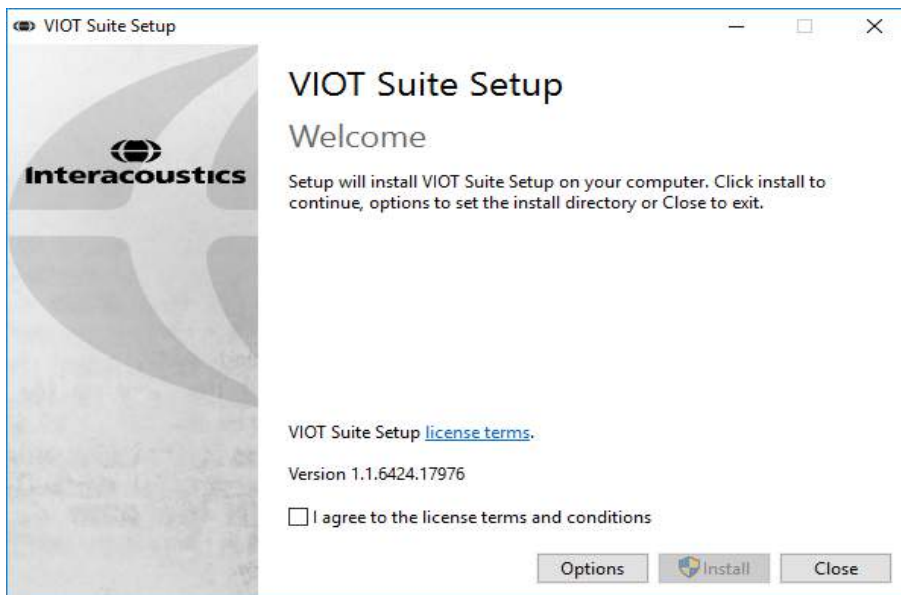 VIOT Suite Setup
VIOT Suite Setup
Welcome
Interacoustics
Setup will install VIOT Suite Setup on your computer. Click install to
continue, options to set the install directory or Close to exit.
VIOT Suite Setup license terms.
Version 1.1.6424.17976
I agree to the license terms and conditions
Options
Install
Close